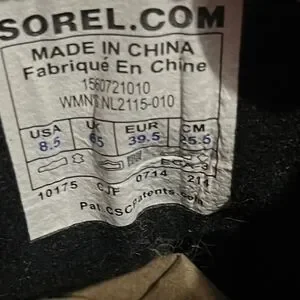 SOREL.COM
MADE IN CHINA
Fabriqué En Chine
1560721010
WMNS NL2115-010
USA UK EUR CM
8.5 6.5 39.5 25.5
10175 CJF 0714 211
Pat. CSCpatents.com